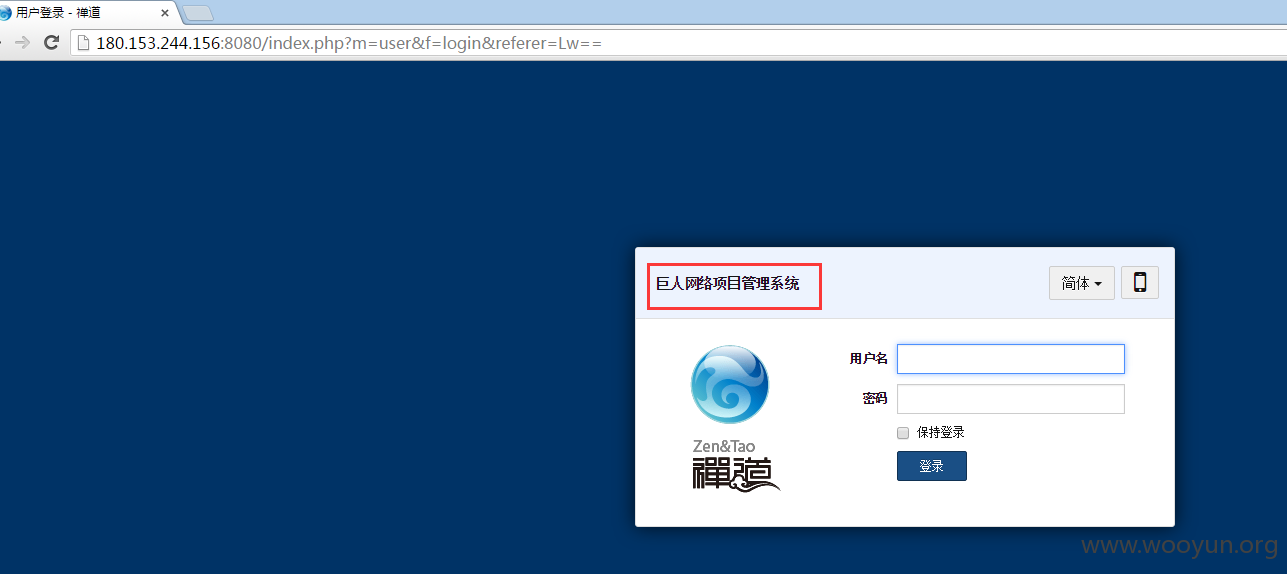 用户登录 - 禅道
180.153.244.156:8080/index.php?m=user&f=login&referer=Lw==
巨人网络项目管理系统
简体
用户名
密码
保持登录
登录
Zen&Tao
禪道
www.wooyun.org